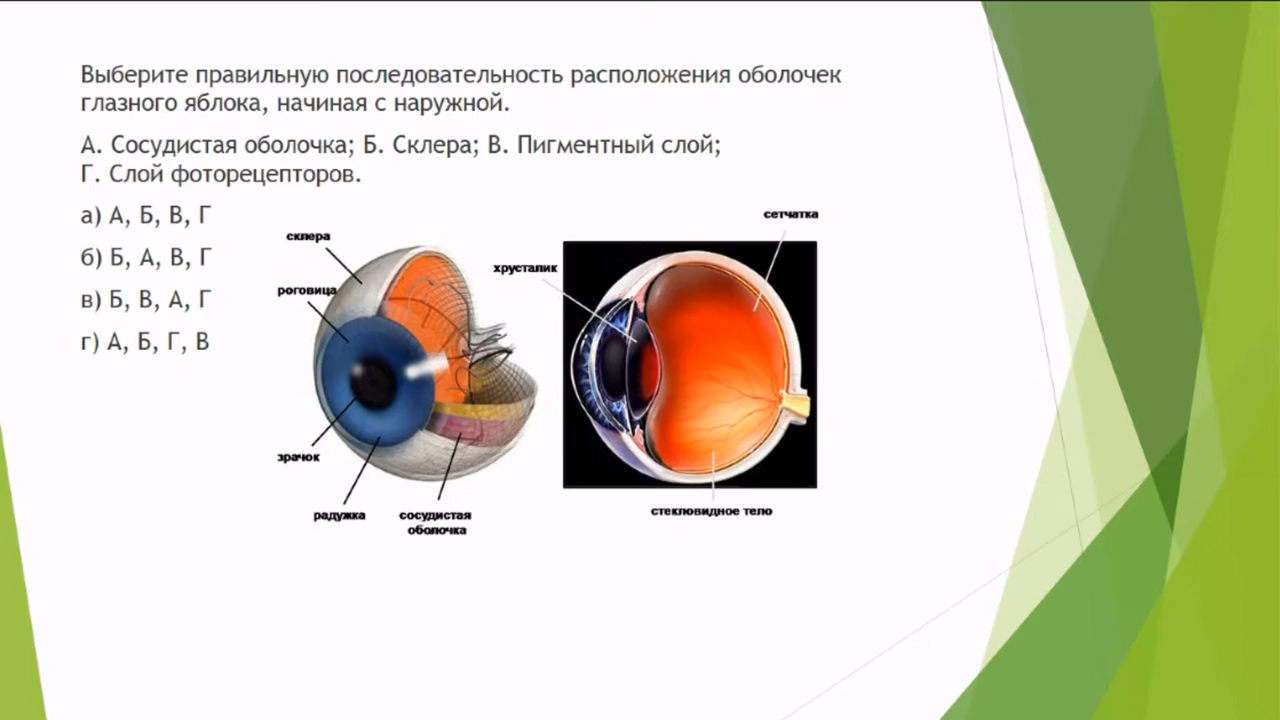 Выберите правильную последовательность расположения оболочек
глазного яблока, начиная с наружной.
А. Сосудистая оболочка; Б. Склера; В. Пигментный слой;
Г. Слой фоторецепторов.
а) А, Б, В, Г
б) Б, А, В, Г
в) Б, В, А, Г
г) А, Б, Г, В
склера
роговица
зрачок
радужка
сосудистая
оболочка
сетчатка
хрусталик
стекловидное тело